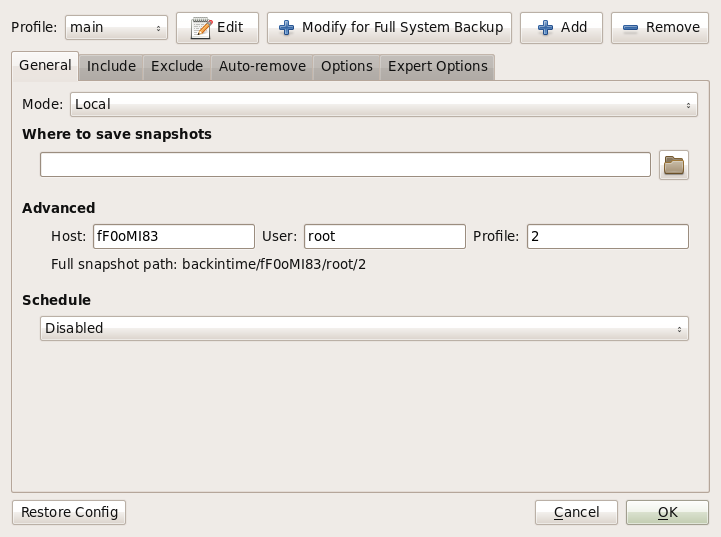 Profile: main Edit Modify for Full System Backup Add Remove
General Include Exclude Auto-remove Options Expert Options
Mode: Local
Where to save snapshots
Advanced
Host: fF0oMI83 User: root Profile: 2
Full snapshot path: backintime/fF0oMI83/root/2
Schedule
Disabled
Restore Config Cancel OK